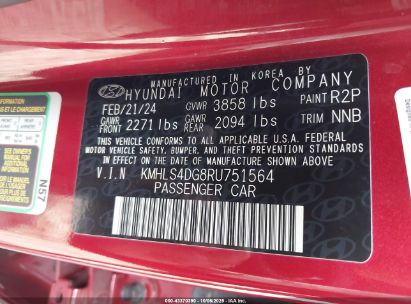 MANUFACTURED IN KOREA BY
HYUNDAI MOTOR COMPANY
FEB/21/24 GVWR 3858 lbs PAINT R2P
GAWR FRONT 2271 lbs GAWR REAR 2094 lbs TRIM NNB
THIS VEHICLE CONFORMS TO ALL APPLICABLE U.S.A. FEDERAL
MOTOR VEHICLE SAFETY, BUMPER, AND THEFT PREVENTION
STANDARDS IN EFFECT ON THE DATE OF MANUFACTURE SHOWN ABOVE.
V.I.N KMHLS4DG8RU751564
PASSENGER CAR
N57